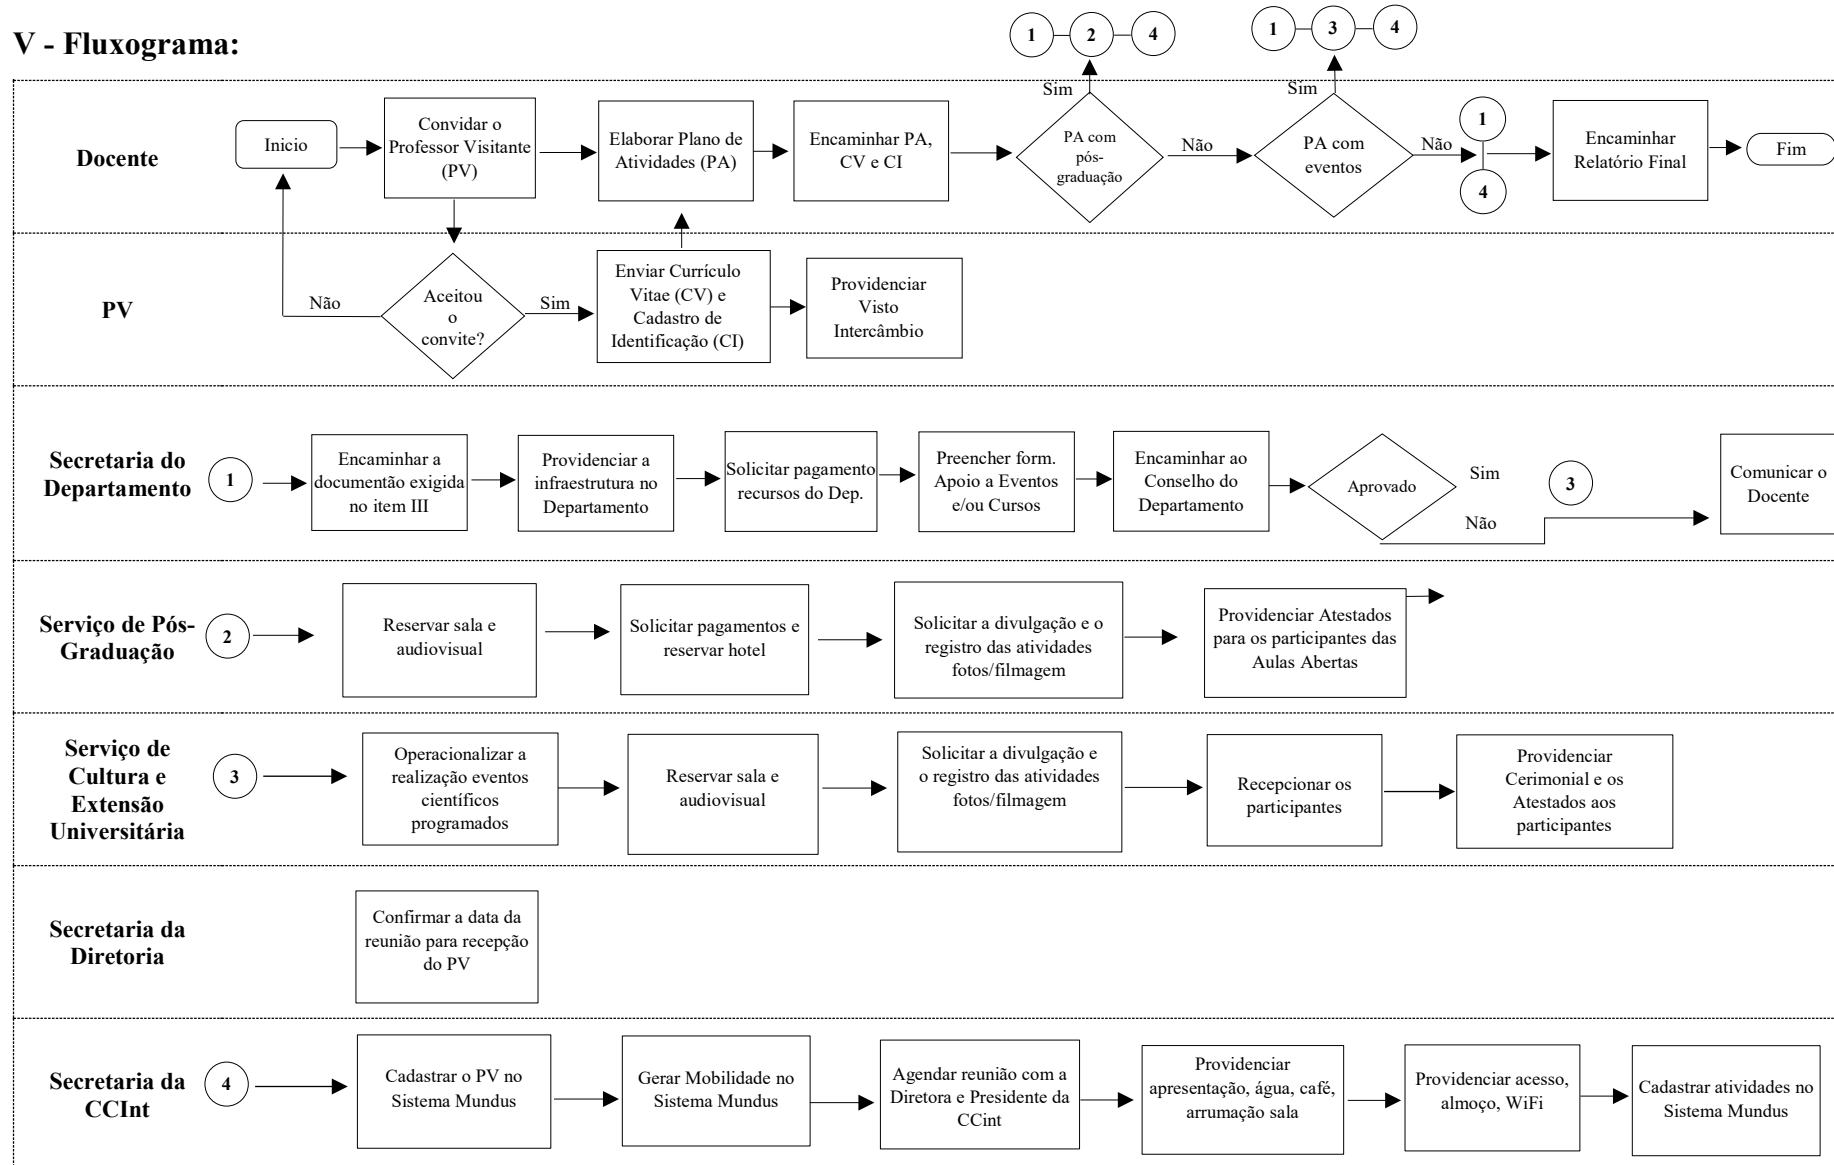 1
2
4
1
3
4
V - Fluxograma:
Docente
Inicio
Convidar o
Professor Visitante
(PV)
Elaborar Plano de
Atividades (PA)
Encaminhar PA,
CV e CI
Sim
PA com
pós-
graduação
Não
Sim
PA com
eventos
Não
1
4
Encaminhar
Relatório Final
Fim
PV
Não
Aceitou
o
convite?
Sim
Enviar Currículo
Vitae (CV) e
Cadastro de
Identificação (CI)
Providenciar
Visto
Intercâmbio
Secretaria do
Departamento
1
Encaminhar a
documentão exigida
no item III
Providenciar a
infraestrutura no
Departamento
Solicitar pagamento
recursos do Dep.
Preencher form.
Apoio a Eventos
e/ou Cursos
Encaminhar ao
Conselho do
Departamento
Aprovado
Sim
Não
3
Comunicar o
Docente
Serviço de Pós-
Graduação
2
Reservar sala e
audiovisual
Solicitar pagamentos e
reservar hotel
Solicitar a divulgação e o
registro das atividades
fotos/filmagem
Providenciar Atestados
para os participantes das
Aulas Abertas
Serviço de
Cultura e
Extensão
Universitária
3
Operacionalizar a
realização eventos
científicos
programados
Reservar sala e
audiovisual
Solicitar a divulgação e
o registro das atividades
fotos/filmagem
Recepcionar os
participantes
Providenciar
Cerimonial e os
Atestados aos
participantes
Secretaria da
Diretoria
Confirmar a data da
reunião para recepção
do PV
Secretaria da
CCInt
4
Cadastrar o PV no
Sistema Mundus
Gerar Mobilidade no
Sistema Mundus
Agendar reunião com a
Diretora e Presidente da
CCint
Providenciar
apresentação, água, café,
arrumação sala
Providenciar acesso,
almoço, WiFi
Cadastrar atividades no
Sistema Mundus